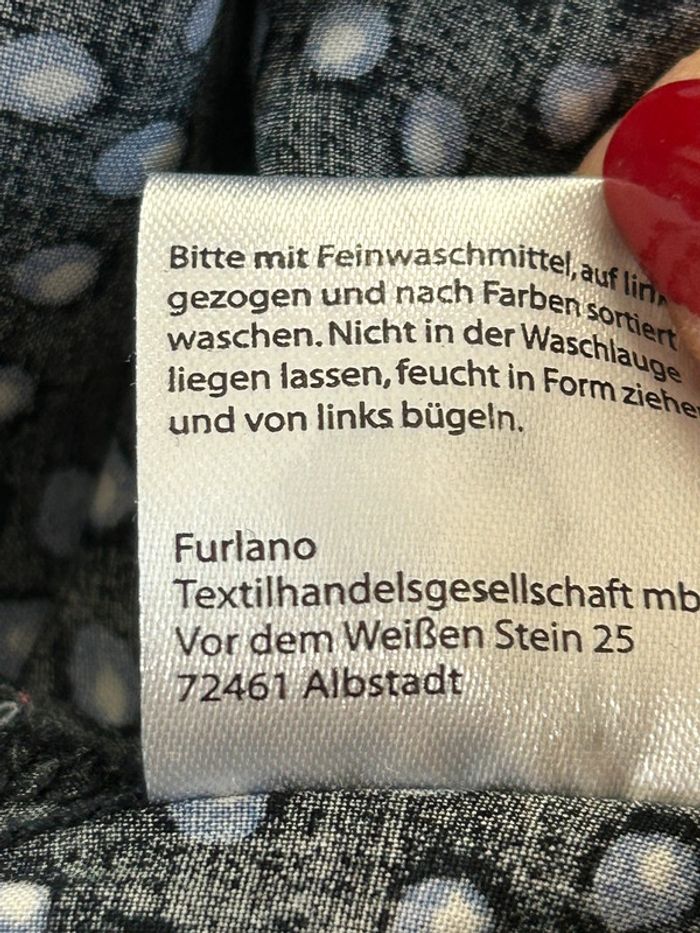 Bitte mit Feinwaschmittel, auf
gezogen und nach Farben sortiert
waschen. Nicht in der Waschlauge
liegen lassen, feucht in Form
und von links bügeln.
Furlano
Textilhandelsgesellschaft
Vor dem Weißen Stein 25
72461 Albstadt